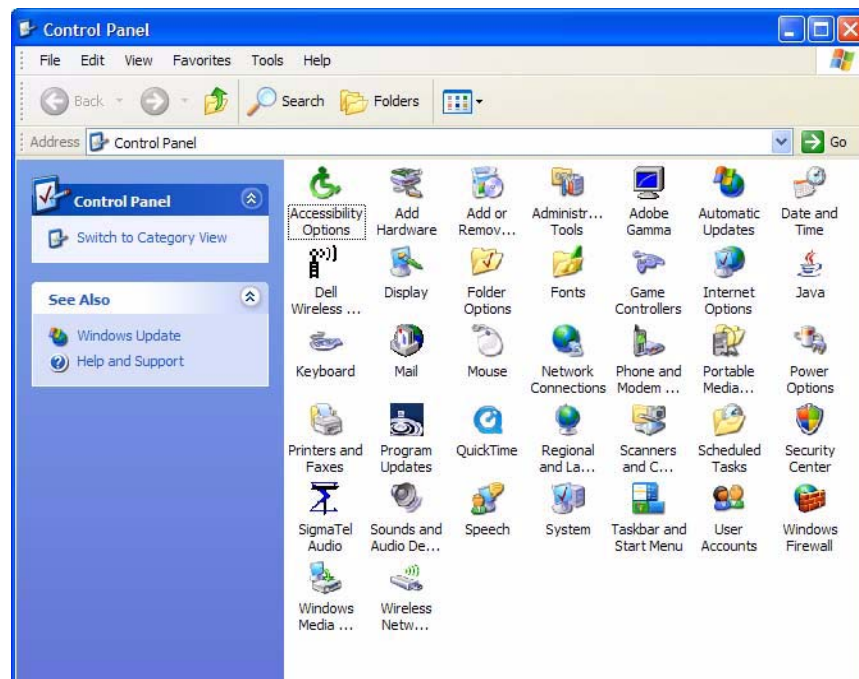 Control Panel
File Edit View Favorites Tools Help
Back Search Folders
Address Control Panel Go
Control Panel
Switch to Category View
See Also
Windows Update
Help and Support
Accessibility Options
Add Hardware
Add or Remov...
Administr... Tools
Adobe Gamma
Automatic Updates
Date and Time
Dell Wireless ...
Display
Folder Options
Fonts
Game Controllers
Internet Options
Java
Keyboard
Mail
Mouse
Network Connections
Phone and Modem ...
Portable Media...
Power Options
Printers and Faxes
Program Updates
QuickTime
Regional and La...
Scanners and C...
Scheduled Tasks
Security Center
SigmaTel Audio
Sounds and Audio De...
Speech
System
Taskbar and Start Menu
User Accounts
Windows Firewall
Windows Media ...
Wireless Netw...